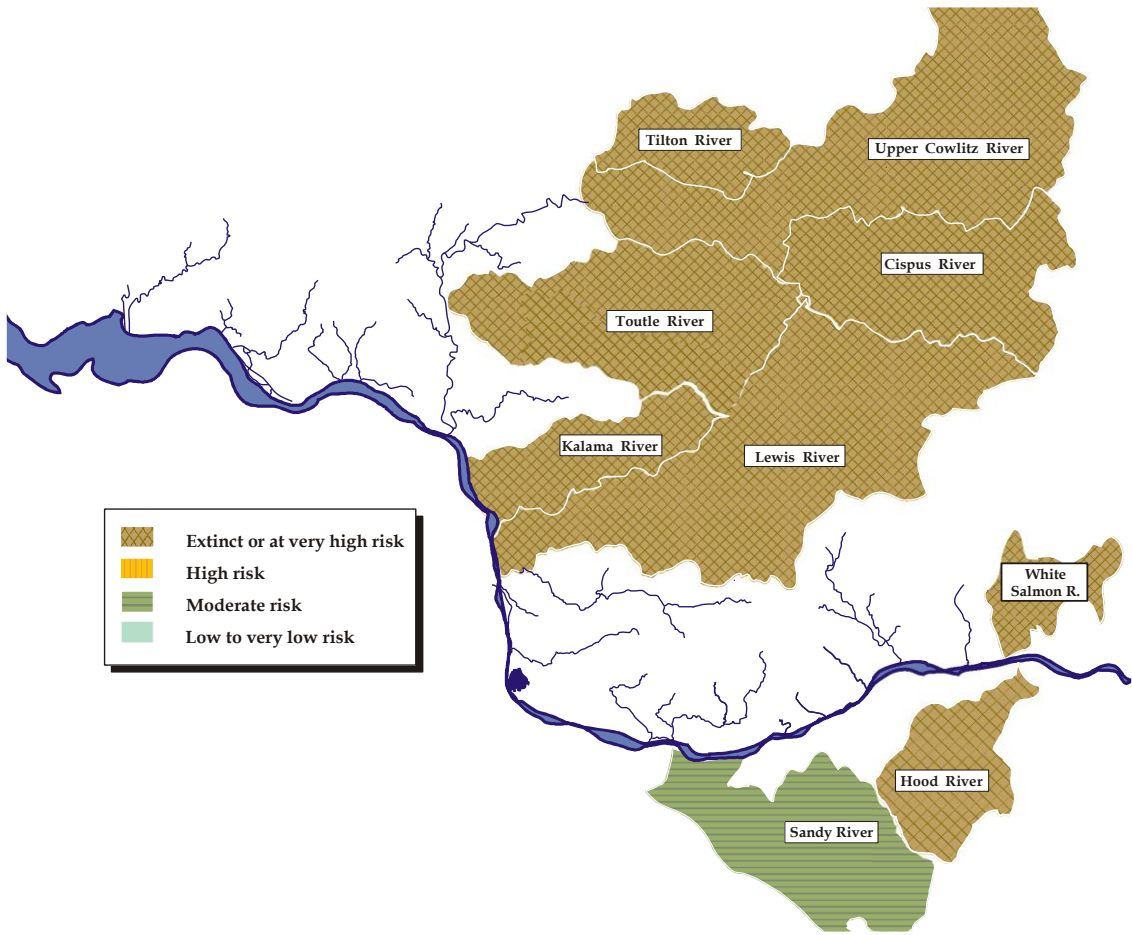 Tilton River
Upper Cowlitz River
Cispus River
Toutle River
Kalama River
Lewis River
Extinct or at very high risk
High risk
Moderate risk
Low to very low risk
White
Salmon R.
Hood River
Sandy River